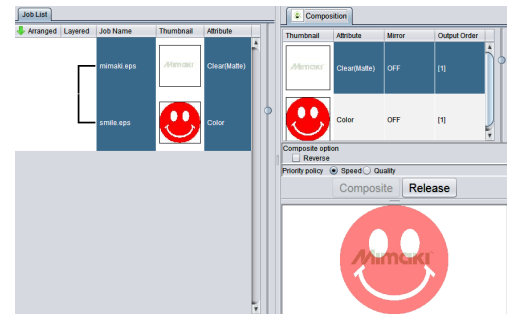 Job List
Arranged Layered Job Name Thumbnail Attribute
mimaki.eps Mimaki Clear(Matte)
smile.eps Color
Composition
Thumbnail Attribute Mirror Output Order
Mimaki Clear(Matte) OFF [1]
Color OFF [1]
Composite option
Reverse
Priority policy Speed Quality
Composite Release
Mimaki